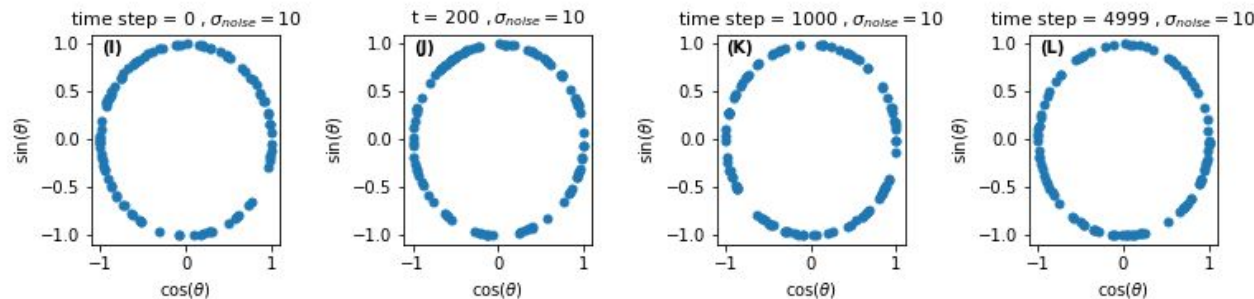 time step = 0 , σnoise = 10
t = 200 , σnoise = 10
time step = 1000 , σnoise = 10
time step = 4999 , σnoise = 10
(I)
(J)
(K)
(L)
1.0
0.5
0.0
−0.5
−1.0
sin(θ)
−1
0
1
cos(θ)
1.0
0.5
0.0
−0.5
−1.0
sin(θ)
−1
0
1
cos(θ)
1.0
0.5
0.0
−0.5
−1.0
sin(θ)
−1
0
1
cos(θ)
1.0
0.5
0.0
−0.5
−1.0
sin(θ)
−1
0
1
cos(θ)